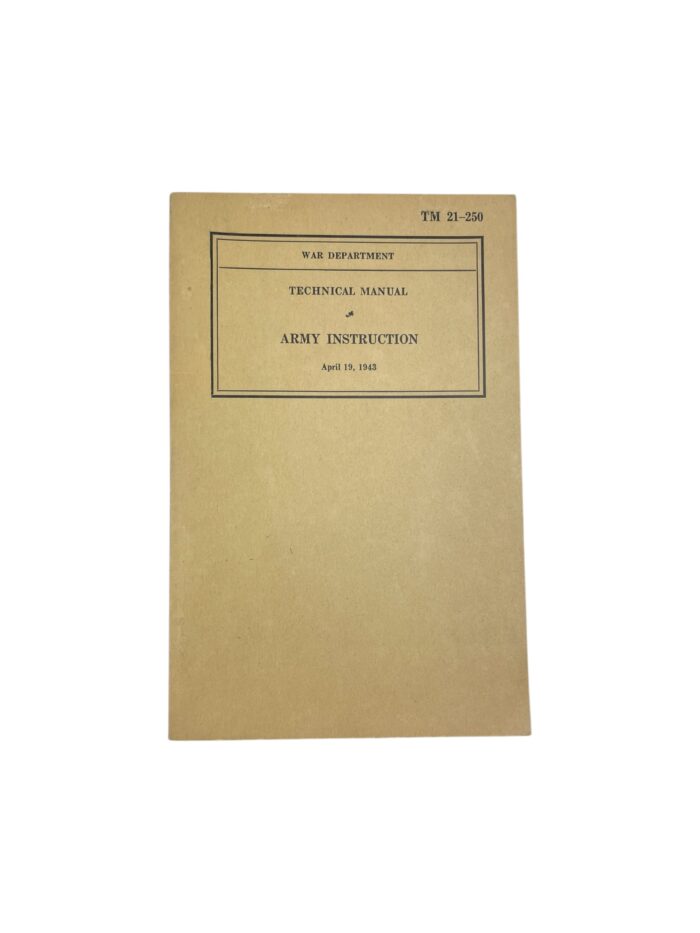 TM 21–250
WAR DEPARTMENT
TECHNICAL MANUAL
ARMY INSTRUCTION
April 19, 1943